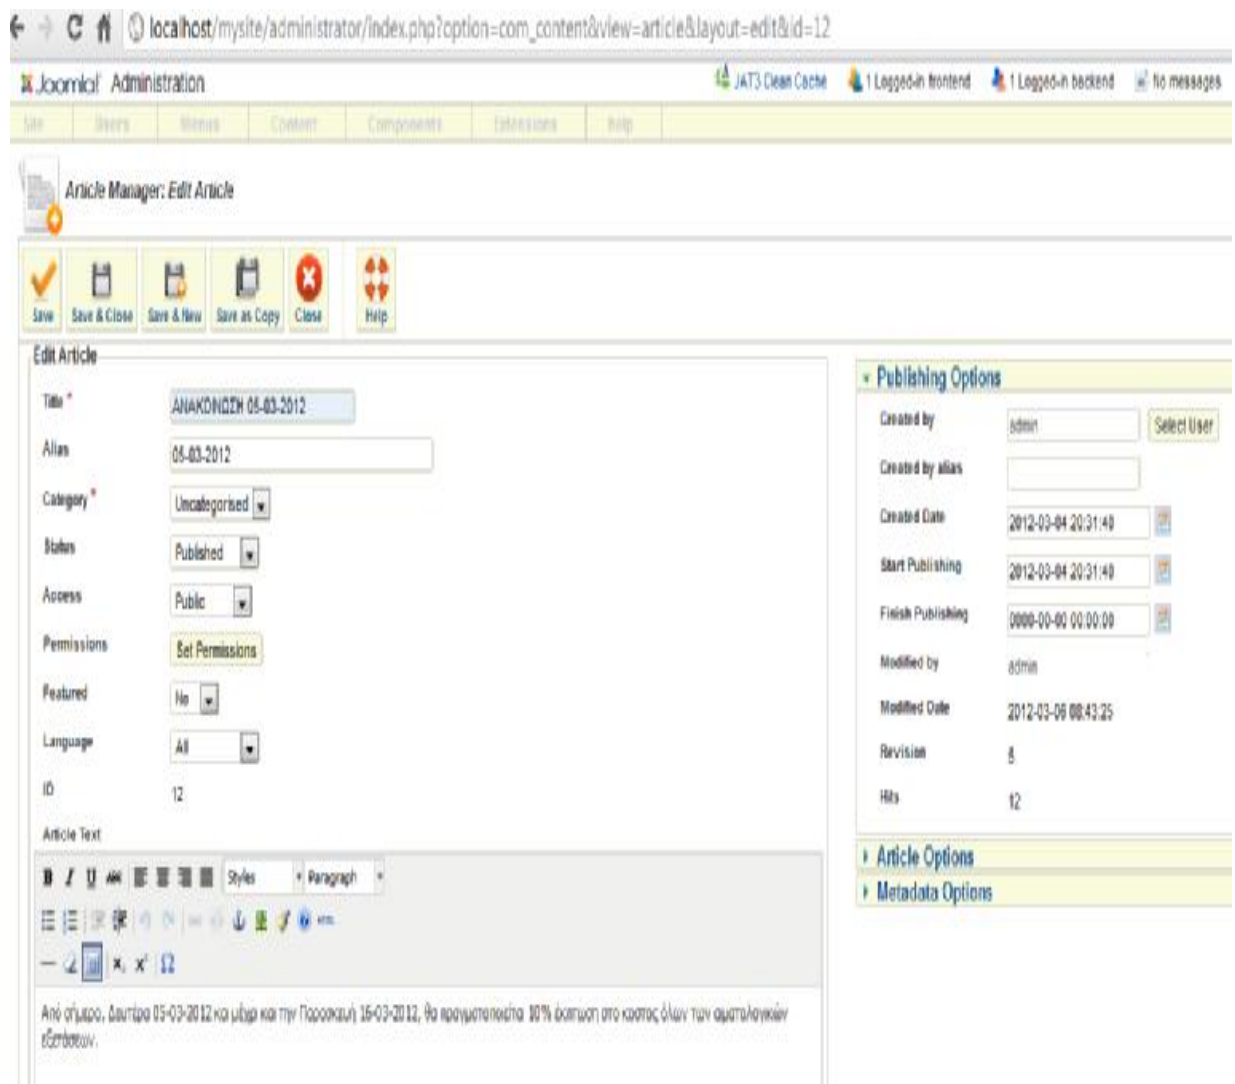 localhost/mysite/administrator/index.php?option=com_content&view=article&layout=edit&id=12
Joomla! Administration
JAT3 Clean Cache
1 Logged-in frontend
1 Logged-in backend
No messages
Site
Users
Menus
Content
Components
Extensions
Help
Article Manager: Edit Article
Save
Save & Close
Save & New
Save as Copy
Close
Help
Edit Article
Title *
ΑΝΑΚΟΝΩΣΗ 05-03-2012
Alias
05-03-2012
Category *
Uncategorised
Status
Published
Access
Public
Permissions
Set Permissions
Featured
No
Language
All
ID
12
Article Text
B I U ABC
Styles
Paragraph
HTML
Από σήμερα, Δευτέρα 05-03-2012 και μέχρι και την Παρασκευή 16-03-2012, θα πραγματοποιείται 10% έκπτωση στο κόστος όλων των αιματολογικών
εξετάσεων.
Publishing Options
Created by
admin
Select User
Created by alias
Created Date
2012-03-04 20:31:40
Start Publishing
2012-03-04 20:31:40
Finish Publishing
0000-00-00 00:00:00
Modified by
admin
Modified Date
2012-03-06 08:43:25
Revision
Hits
12
Article Options
Metadata Options